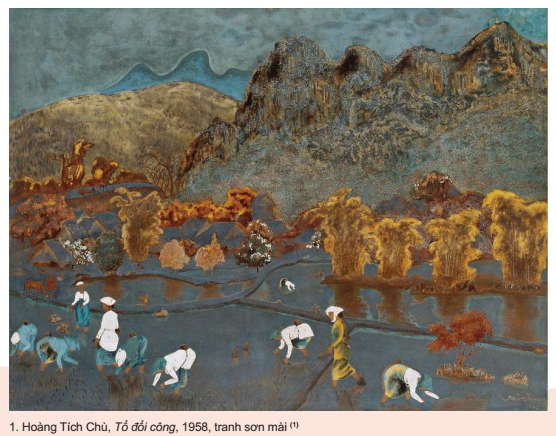 1. Hoàng Tích Chù, Tổ đổi công, 1958, tranh sơn mài (1)